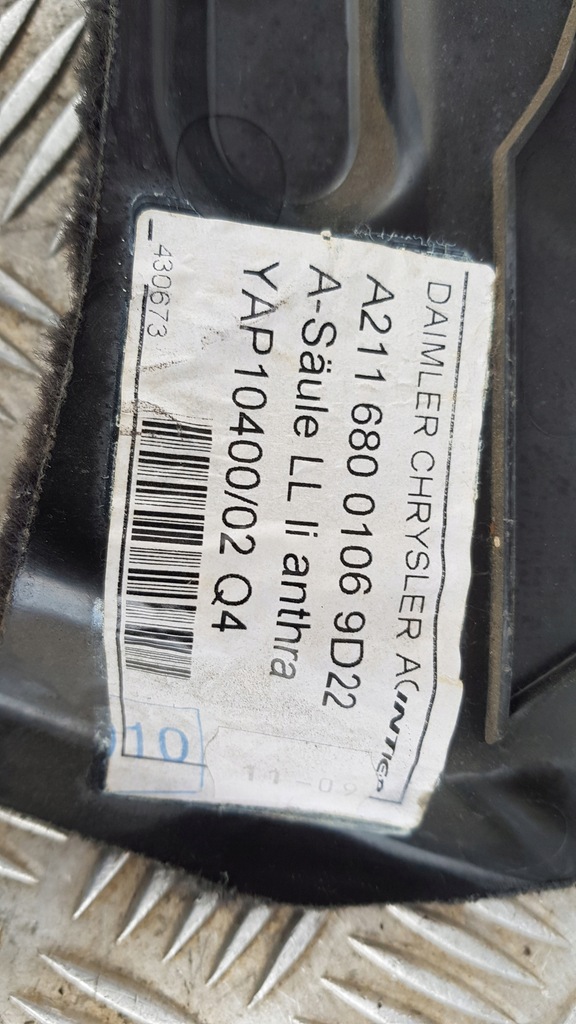 DAIMLER CHRYSLER AG
A211 680 0106 9D22
A-Säule LL li anthra
YAP10400/02 Q4
430673
10